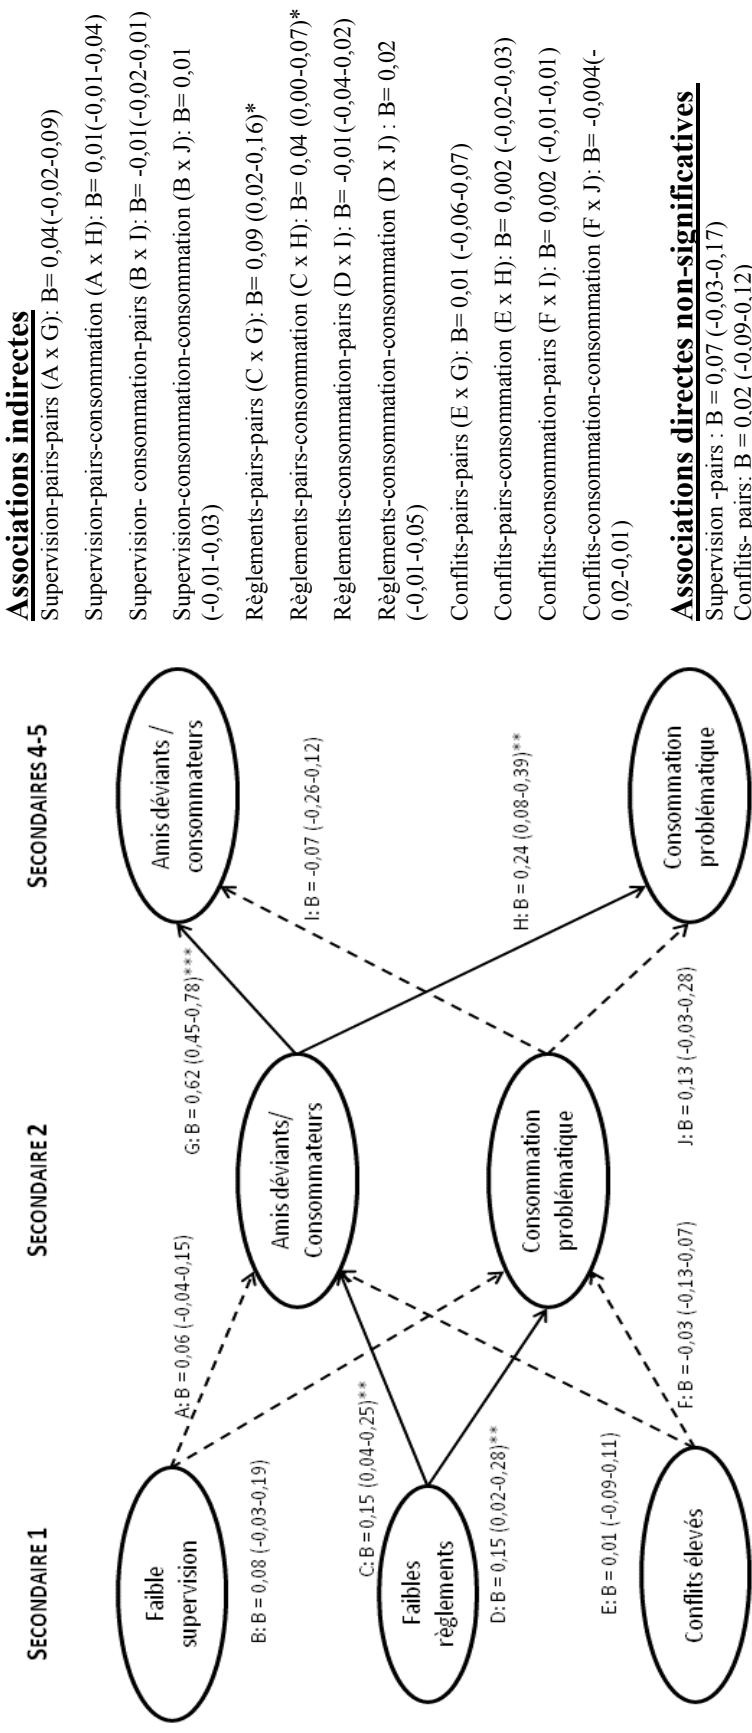 SECONDAIRE 1
SECONDAIRE 2
SECONDAIRES 4-5
Faible
supervision
A: B = 0,06 (-0,04-0,15)
B: B = 0,08 (-0,03-0,19)
Faibles
règlements
C: B = 0,15 (0,04-0,25)**
D: B = 0,15 (0,02-0,28)**
E: B = 0,01 (-0,09-0,11)
Conflits élevés
F: B = -0,03 (-0,13-0,07)
Amis déviants/
Consommateurs
Consommation
problématique
G: B = 0,62 (0,45-0,78)***
I: B = -0,07 (-0,26-0,12)
H: B = 0,24 (0,08-0,39)**
J: B = 0,13 (-0,03-0,28)
Amis déviants /
consommateurs
Consommation
problématique
Associations indirectes
Supervision-pairs-pairs (A x G): B= 0,04(-0,02-0,09)
Supervision-pairs-consommation (A x H): B= 0,01(-0,01-0,04)
Supervision- consommation-pairs (B x I): B= -0,01(-0,02-0,01)
Supervision-consommation-consommation (B x J): B= 0,01
(-0,01-0,03)
Règlements-pairs-pairs (C x G): B= 0,09 (0,02-0,16)*
Règlements-pairs-consommation (C x H): B= 0,04 (0,00-0,07)*
Règlements-consommation-pairs (D x I): B= -0,01(-0,04-0,02)
Règlements-consommation-consommation (D x J) : B= 0,02
(-0,01-0,05)
Conflits-pairs-pairs (E x G): B= 0,01 (-0,06-0,07)
Conflits-pairs-consommation (E x H): B= 0,002 (-0,02-0,03)
Conflits-consommation-pairs (F x I): B= 0,002 (-0,01-0,01)
Conflits-consommation-consommation (F x J): B= -0,004(-
0,02-0,01)
Associations directes non-significatives
Supervision -pairs : B = 0,07 (-0,03-0,17)
Conflits- pairs: B = 0.02 (-0.09-0.12)